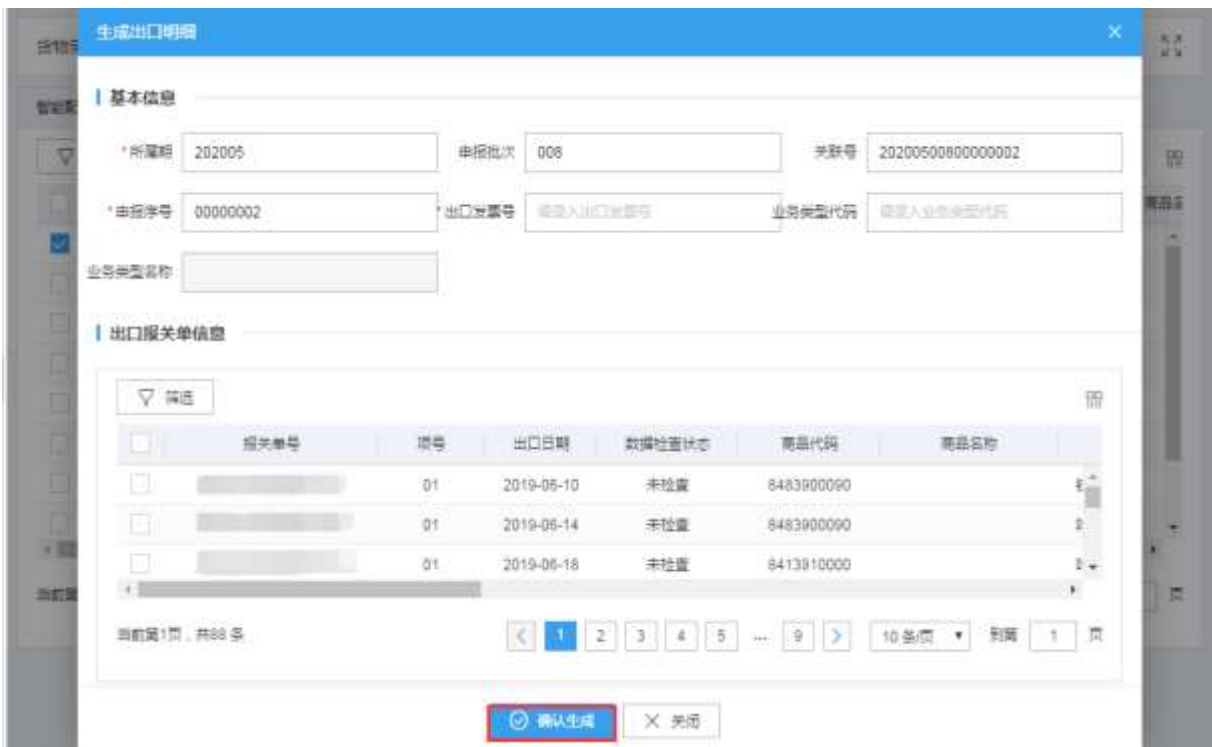 生成出口明细
基本信息
*所属期 202005 申报批次 008 关联号 20200500800000002
*申报序号 00000002 *出口发票号 请录入出口发票号 业务类型代码 请录入业务类型代码
业务类型名称
出口报关单信息
筛选
报关单号 项号 出口日期 数据检查状态 商品代码 商品名称
01 2019-06-10 未检查 8483900090
01 2019-06-14 未检查 8483900090
01 2019-06-18 未检查 8413910000
当前第1页,共88条 1 2 3 4 5 ... 9 10条/页 到第 1 页
确认生成 关闭